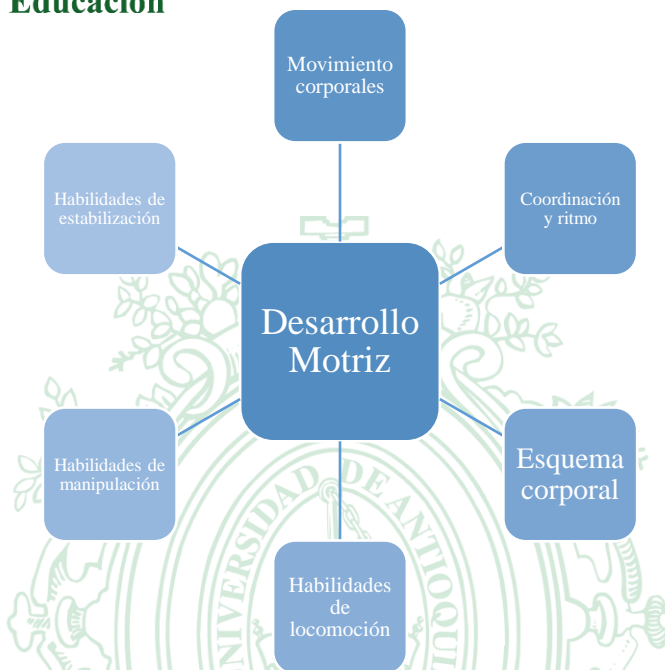 Educación
Movimiento
corporales
Habilidades de
estabilización
Coordinación
y ritmo
Desarrollo
Motriz
Habilidades de
manipulación
Esquema
corporal
Habilidades
de
locomoción
UNIVERSIDAD DE ANTIOQU